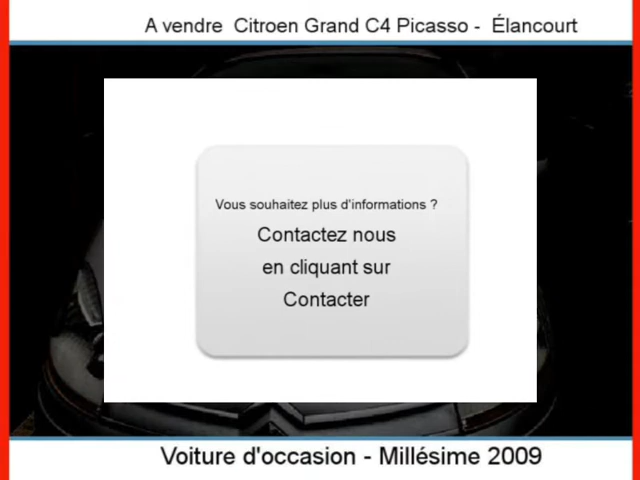 A vendre Citroen Grand C4 Picasso - Élancourt
Vous souhaitez plus d'informations ?
Contactez nous
en cliquant sur
Contacter
Voiture d'occasion - Millésime 2009